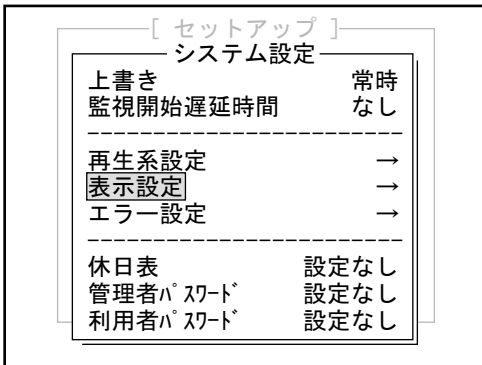 [ セットアップ ]
システム設定
上書き 常時
監視開始遅延時間 なし
------------------------
再生系設定 →
表示設定 →
エラー設定 →
------------------------
休日表 設定なし
管理者ﾊﾟｽﾜｰﾄﾞ 設定なし
利用者ﾊﾟｽﾜｰﾄﾞ 設定なし